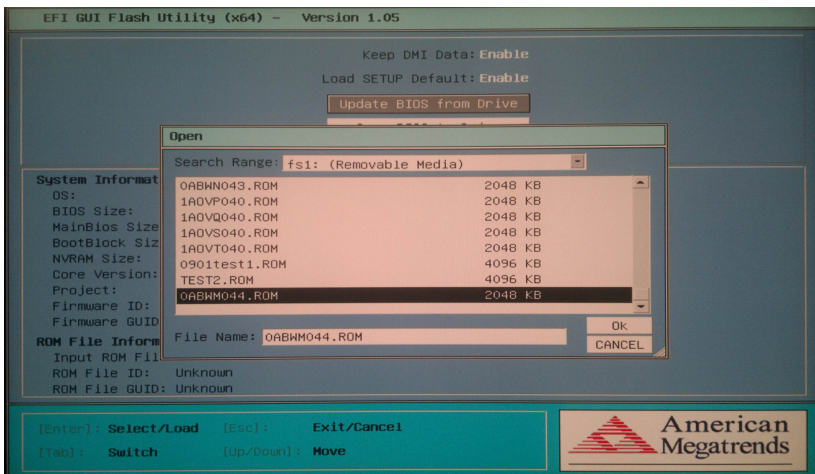 EFI GUI Flash Utility (x64) – Version 1.05
Keep DMI Data: Enable
Load SETUP Default: Enable
Update BIOS from Drive
Open
Search Range: fs1: (Removable Media)
0ABWN043.ROM 2048 KB
1AOVP040.ROM 2048 KB
1AOVQ040.ROM 2048 KB
1AOVS040.ROM 2048 KB
1AOVT040.ROM 2048 KB
0901test1.ROM 4096 KB
TEST2.ROM 4096 KB
0ABWM044.ROM 2048 KB
File Name: 0ABWM044.ROM
Ok
CANCEL
System Informat
OS:
BIOS Size:
MainBios Size
BootBlock Siz
NVRAM Size:
Core Version:
Project:
Firmware ID:
Firmware GUID
ROM File Inform
Input ROM Fil
ROM File ID: Unknown
ROM File GUID: Unknown
[Enter]: Select/Load [Esc]: Exit/Cancel
[Tab]: Switch [Up/Down]: Move
American
Megatrends